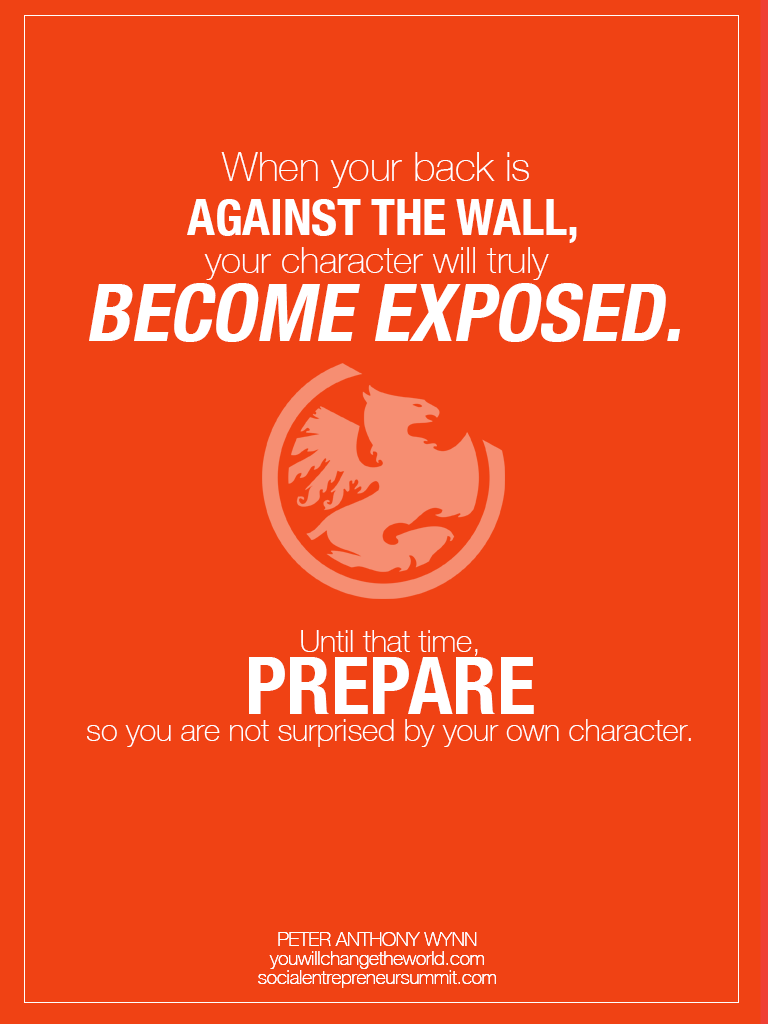 When your back is
AGAINST THE WALL,
your character will truly
BECOME EXPOSED.
Until that time,
PREPARE
so you are not surprised by your own character.
PETER ANTHONY WYNN
youwillchangetheworld.com
socialentrepreneursummit.com